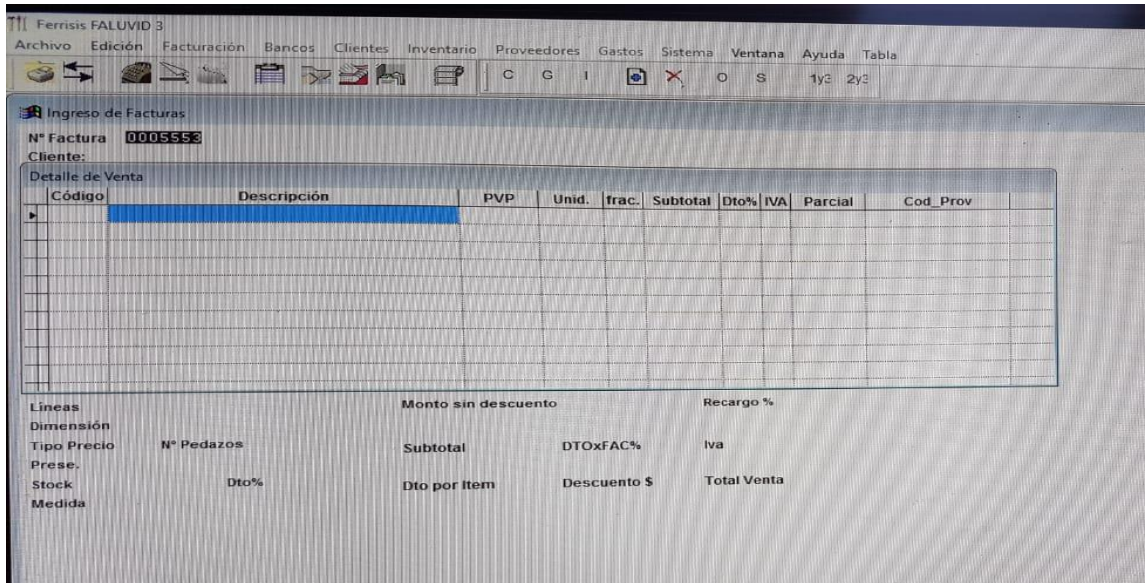 Ferrisis FALUVID 3
Archivo Edición Facturación Bancos Clientes Inventario Proveedores Gastos Sistema Ventana Ayuda Tabla
C G I O S 1y3 2y3
Ingreso de Facturas
N° Factura 0005553
Cliente:
Detalle de Venta
Código Descripción PVP Unid. frac. Subtotal Dto% IVA Parcial Cod_Prov
Lineas Monto sin descuento Recargo %
Dimensión
Tipo Precio N° Pedazos Subtotal DTOxFAC% Iva
Prese.
Stock Dto% Dto por Item Descuento $ Total Venta
Medida